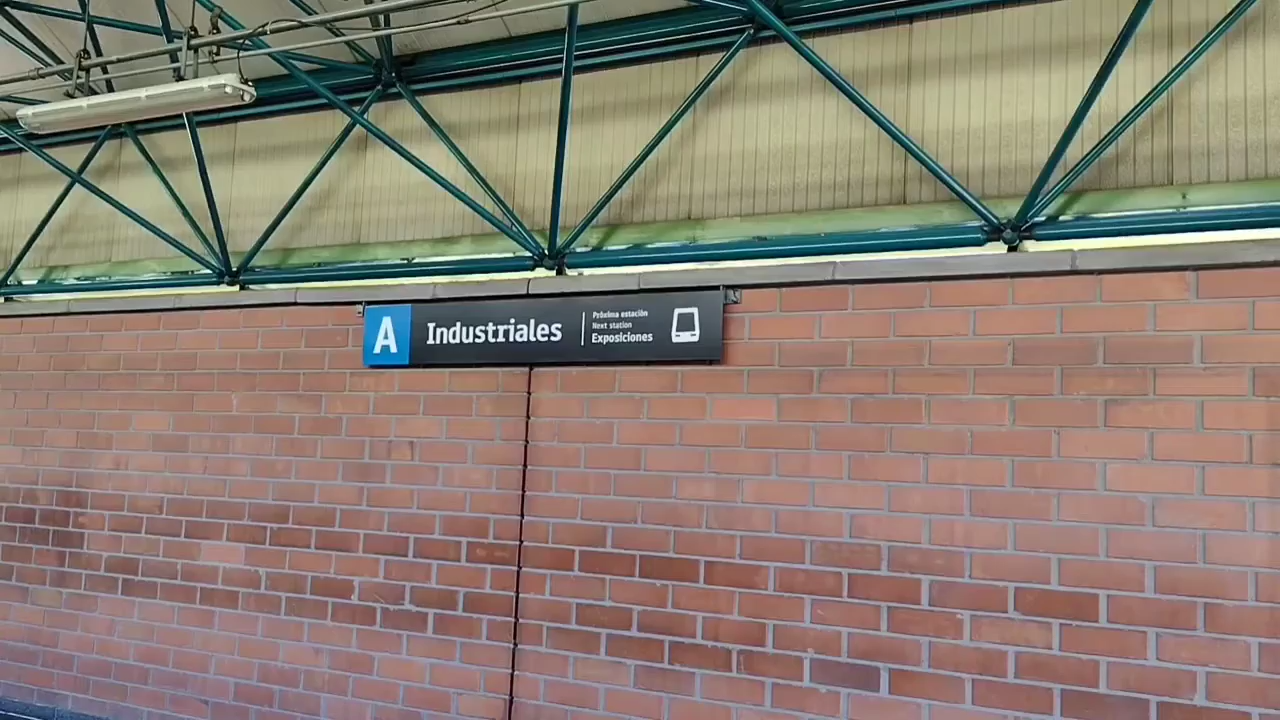 A
Industriales
Próxima estación
Next station
Exposiciones